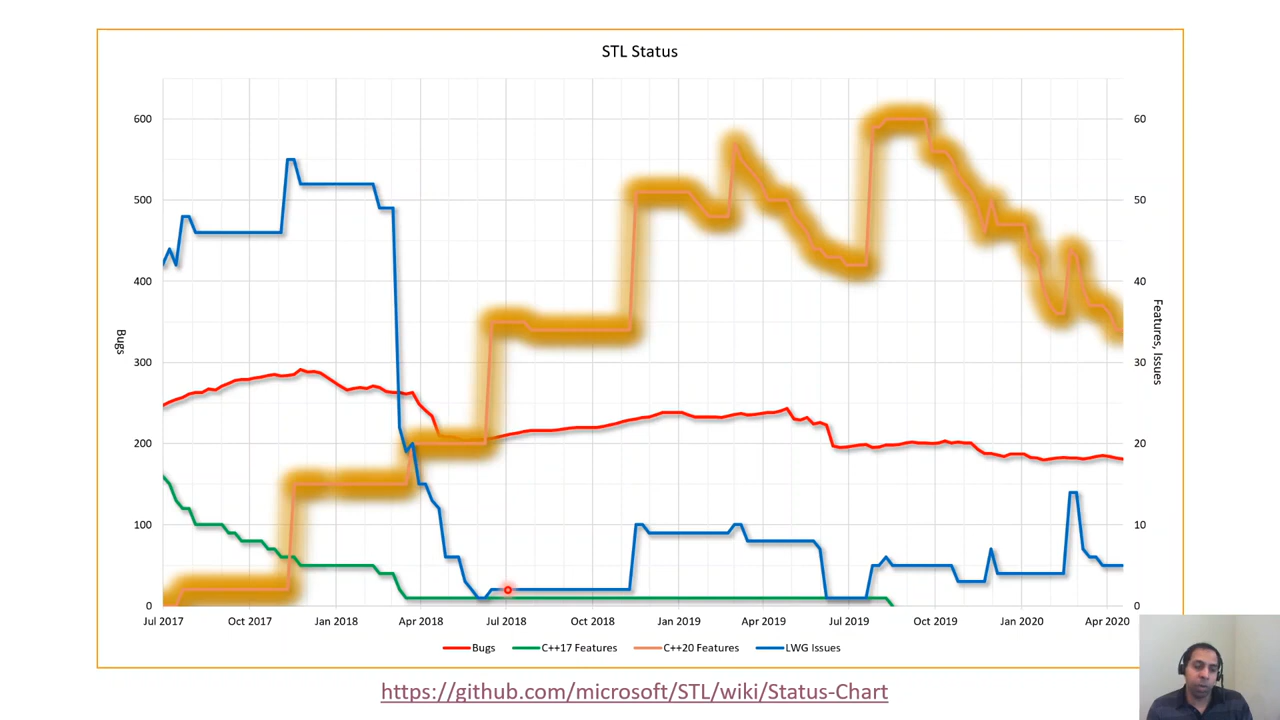 STL Status
600
500
400
300
200
100
0
60
50
40
30
20
10
0
Bugs
Features, Issues
Jul 2017 Oct 2017 Jan 2018 Apr 2018 Jul 2018 Oct 2018 Jan 2019 Apr 2019 Jul 2019 Oct 2019 Jan 2020 Apr 2020
Bugs C++17 Features C++20 Features LWG Issues
https://github.com/microsoft/STL/wiki/Status-Chart